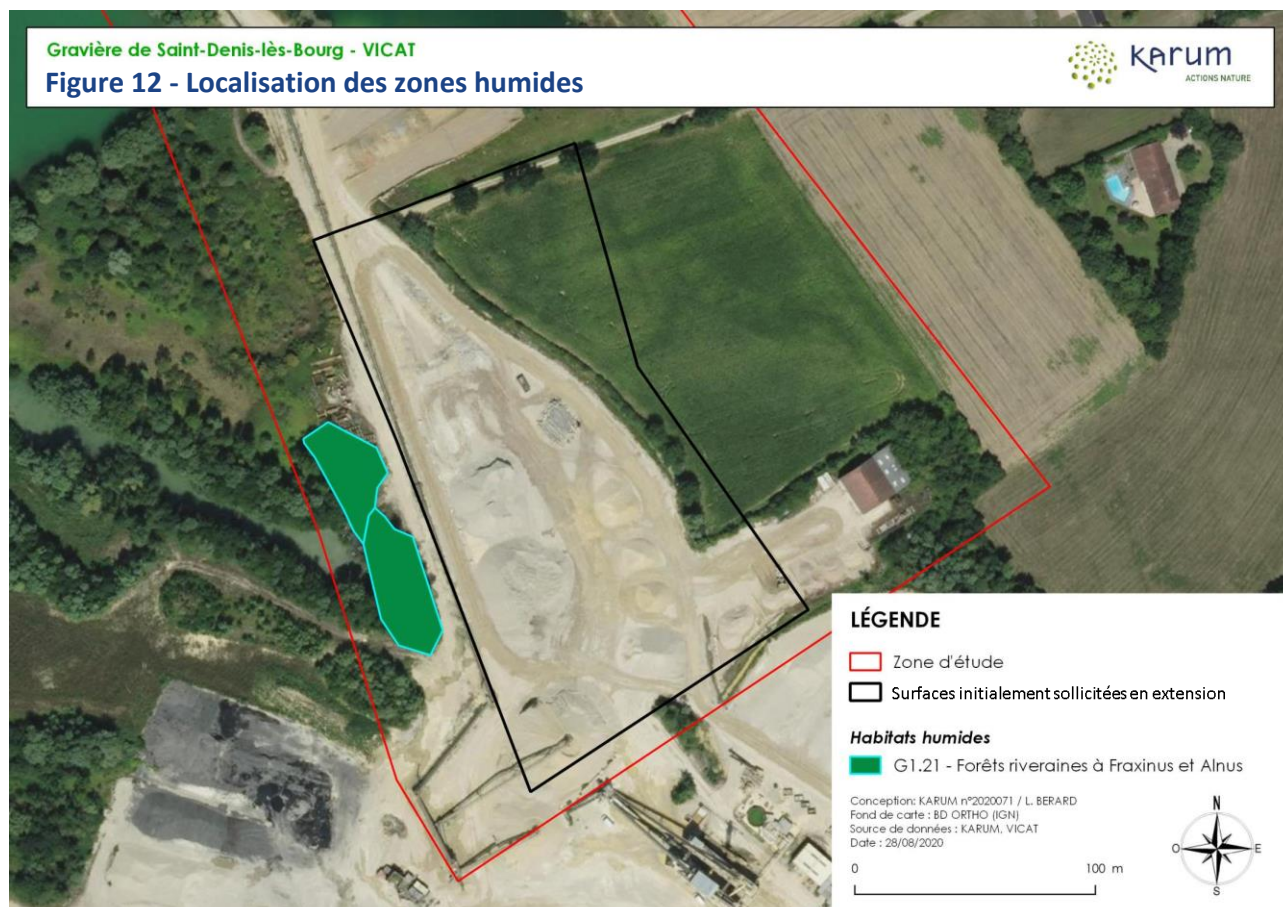 Gravière de Saint-Denis-lès-Bourg - VICAT
Figure 12 - Localisation des zones humides
KARUM
ACTIONS NATURE
LÉGENDE
Zone d'étude
Surfaces initialement sollicitées en extension
Habitats humides
G1.21 - Forêts riveraines à Fraxinus et Alnus
Conception: KARUM n°2020071 / L. BERARD
Fond de carte : BD ORTHO (IGN)
Source de données : KARUM, VICAT
Date : 28/08/2020
0 100 m
N
O E
S